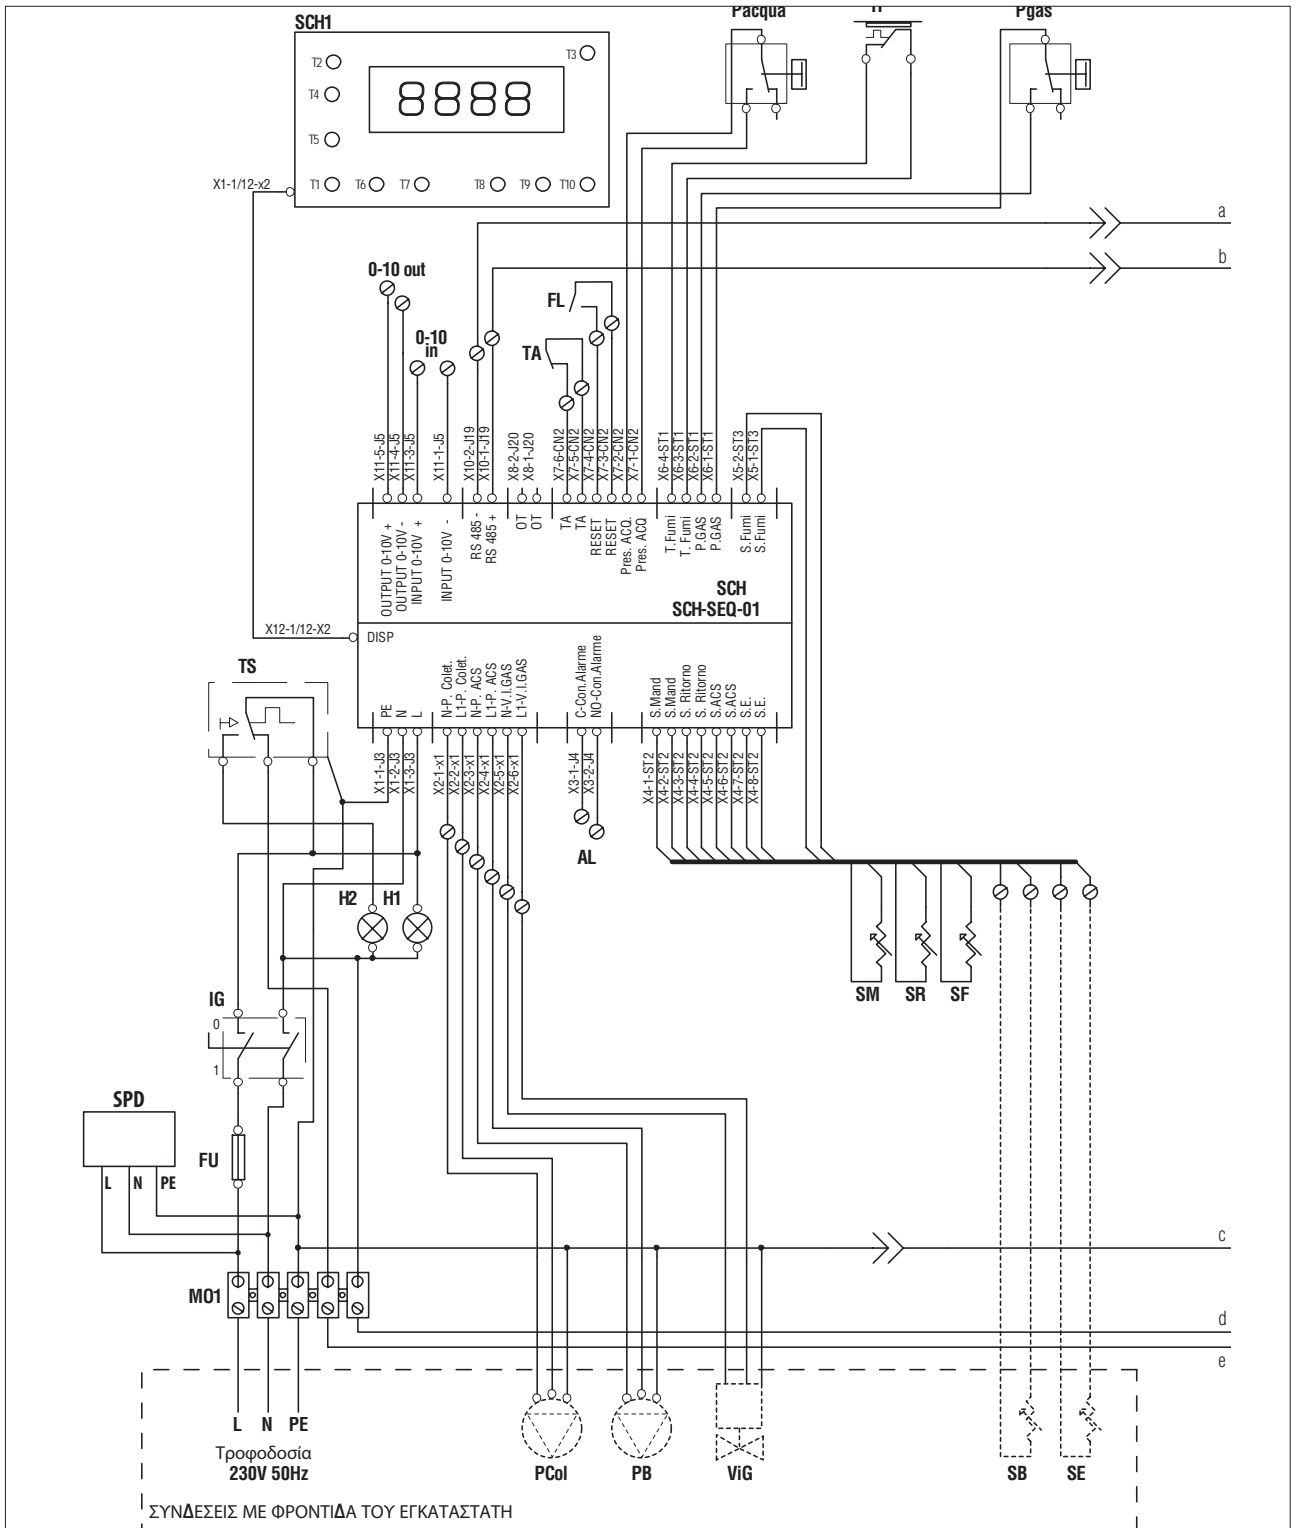 Pacqua
Pgas
SCH1
T2
T3
T4
8888
T5
X1-1/12-x2
T1
T6
T7
T8
T9
T10
a
b
0-10 out
FL
0-10
in
TA
X11-5-J5
X11-4-J5
X11-3-J5
X11-1-J5
X10-2-J19
X10-1-J19
X8-2-J20
X8-1-J20
X7-6-CN2
X7-5-CN2
X7-4-CN2
X7-3-CN2
X7-2-CN2
X7-1-CN2
X6-4-ST1
X6-3-ST1
X6-2-ST1
X6-1-ST1
X5-2-ST3
X5-1-ST3
OUTPUT 0-10V +
OUTPUT 0-10V -
INPUT 0-10V +
INPUT 0-10V -
RS 485 -
RS 485 +
OT
OT
TA
TA
RESET
RESET
Pres. ACQ.
Pres. ACQ
T.Fumi
T. Fumi
P.GAS
P.GAS
S.Fumi
S.Fumi
SCH
SCH-SEQ-01
X12-1/12-X2
DISP
TS
PE
N
L
N-P. Colet.
L1-P. Colet.
N-P. ACS
L1-P. ACS
N-V.I.GAS
L1-V.I.GAS
C-Con.Alarme
NO-Con.Alarme
S.Mand
S.Mand
S. Ritorno
S. Ritorno
S.ACS
S.ACS
S.E.
S.E.
X1-1-J3
X1-2-J3
X1-3-J3
X2-1-x1
X2-2-x1
X2-3-x1
X2-4-x1
X2-5-x1
X2-6-x1
X3-1-J4
X3-2-J4
X4-1-ST2
X4-2-ST2
X4-3-ST2
X4-4-ST2
X4-5-ST2
X4-6-ST2
X4-7-ST2
X4-8-ST2
AL
H2
H1
SM
SR
SF
IG
0
1
SPD
FU
L
N
PE
c
MO1
d
e
L
N
PE
Τροφοδοσία
230V 50Hz
PCol
PB
ViG
SB
SE
ΣΥΝΔΕΣΕΙΣ ΜΕ ΦΡΟΝΤΙΔΑ ΤΟΥ ΕΓΚΑΤΑΣΤΑΤΗ